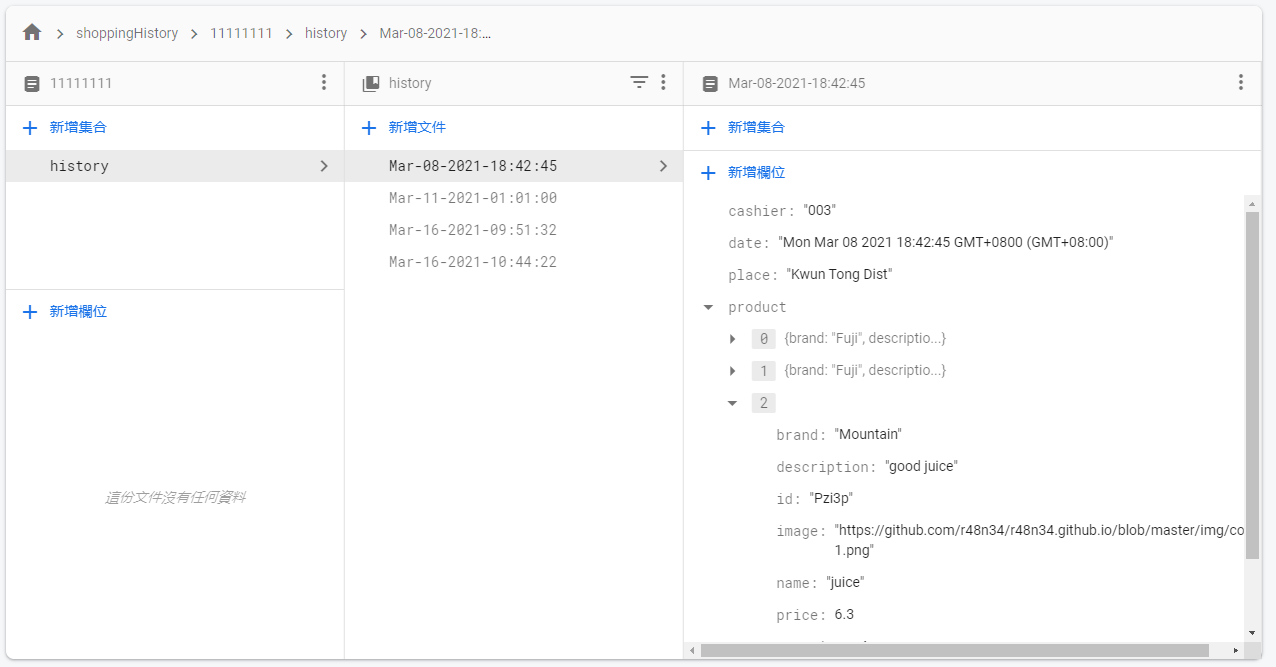 shoppingHistory > 11111111 > history > Mar-08-2021-18:...
11111111
history
Mar-08-2021-18:42:45
新增集合
新增文件
新增集合
history
Mar-08-2021-18:42:45
Mar-11-2021-01:01:00
Mar-16-2021-09:51:32
Mar-16-2021-10:44:22
新增欄位
這份文件沒有任何資料
新增欄位
cashier: "003"
date: "Mon Mar 08 2021 18:42:45 GMT+0800 (GMT+08:00)"
place: "Kwun Tong Dist"
product
0 {brand: "Fuji", descriptio...}
1 {brand: "Fuji", descriptio...}
2
brand: "Mountain"
description: "good juice"
id: "Pzi3p"
image: "https://github.com/r48n34/r48n34.github.io/blob/master/img/co
1.png"
name: "juice"
price: 6.3